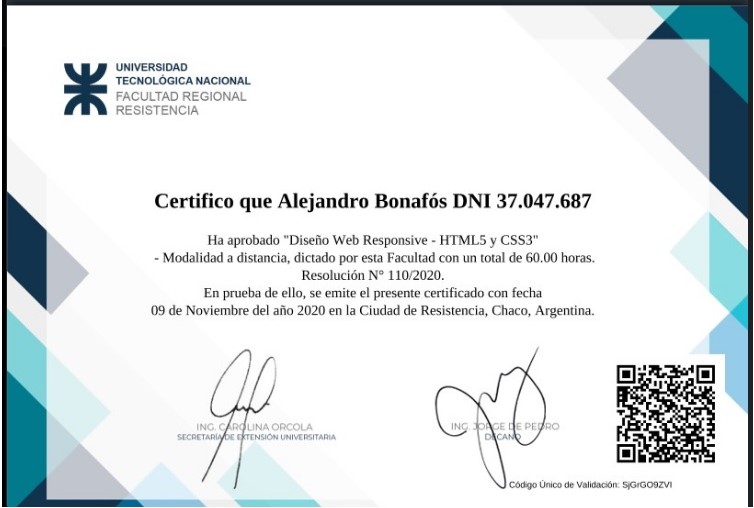 UNIVERSIDAD
TECNOLÓGICA NACIONAL
FACULTAD REGIONAL
RESISTENCIA
Certifico que Alejandro Bonafós DNI 37.047.687
Ha aprobado "Diseño Web Responsive - HTML5 y CSS3"
- Modalidad a distancia, dictado por esta Facultad con un total de 60.00 horas.
Resolución N° 110/2020.
En prueba de ello, se emite el presente certificado con fecha
09 de Noviembre del año 2020 en la Ciudad de Resistencia, Chaco, Argentina.
ING. CAROLINA ORCOLA
SECRETARÍA DE EXTENSIÓN UNIVERSITARIA
ING. JORGE DE PEDRO
DECANO
Código Único de Validación: SjGrGO9ZVI